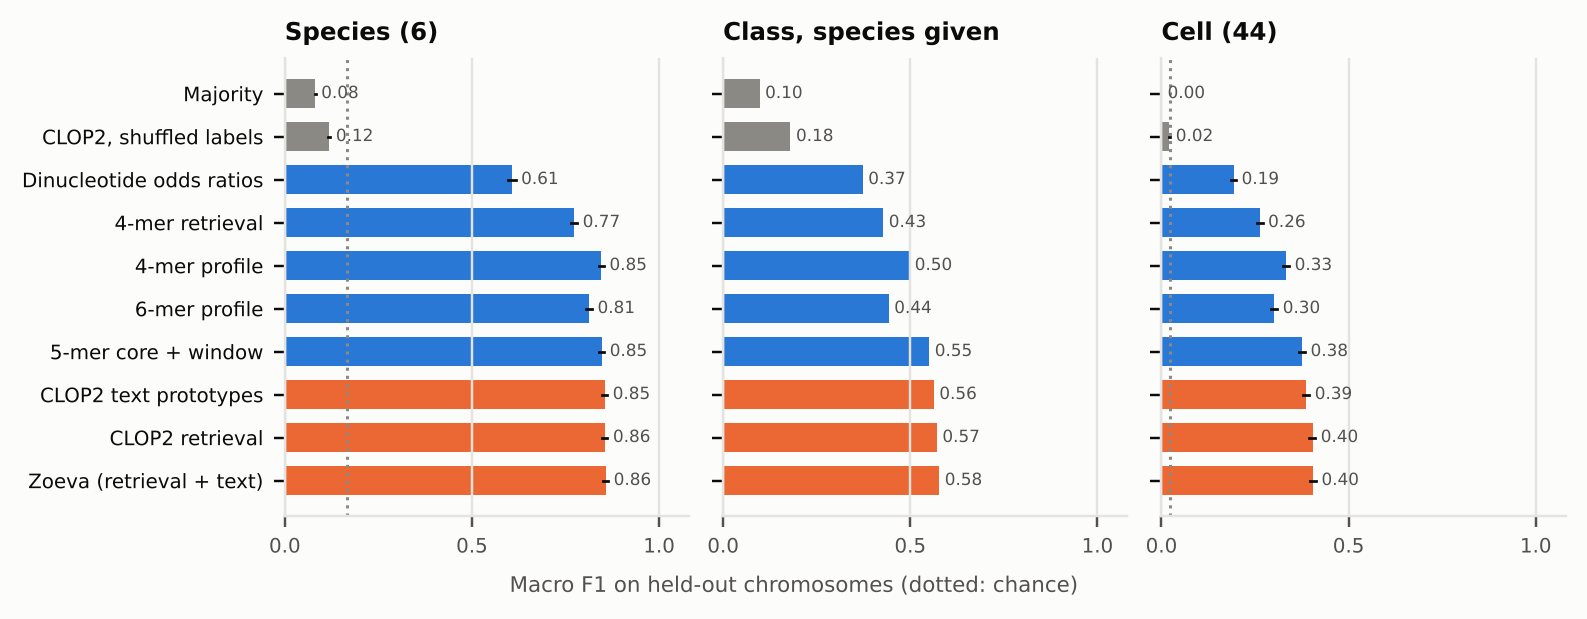 Species (6)
Class, species given
Cell (44)
Majority 0.08 0.10 0.00
CLOP2, shuffled labels 0.12 0.18 0.02
Dinucleotide odds ratios 0.61 0.37 0.19
4-mer retrieval 0.77 0.43 0.26
4-mer profile 0.85 0.50 0.33
6-mer profile 0.81 0.44 0.30
5-mer core + window 0.85 0.55 0.38
CLOP2 text prototypes 0.85 0.56 0.39
CLOP2 retrieval 0.86 0.57 0.40
Zoeva (retrieval + text) 0.86 0.58 0.40
0.0 0.5 1.0 0.0 0.5 1.0 0.0 0.5 1.0
Macro F1 on held-out chromosomes (dotted: chance)